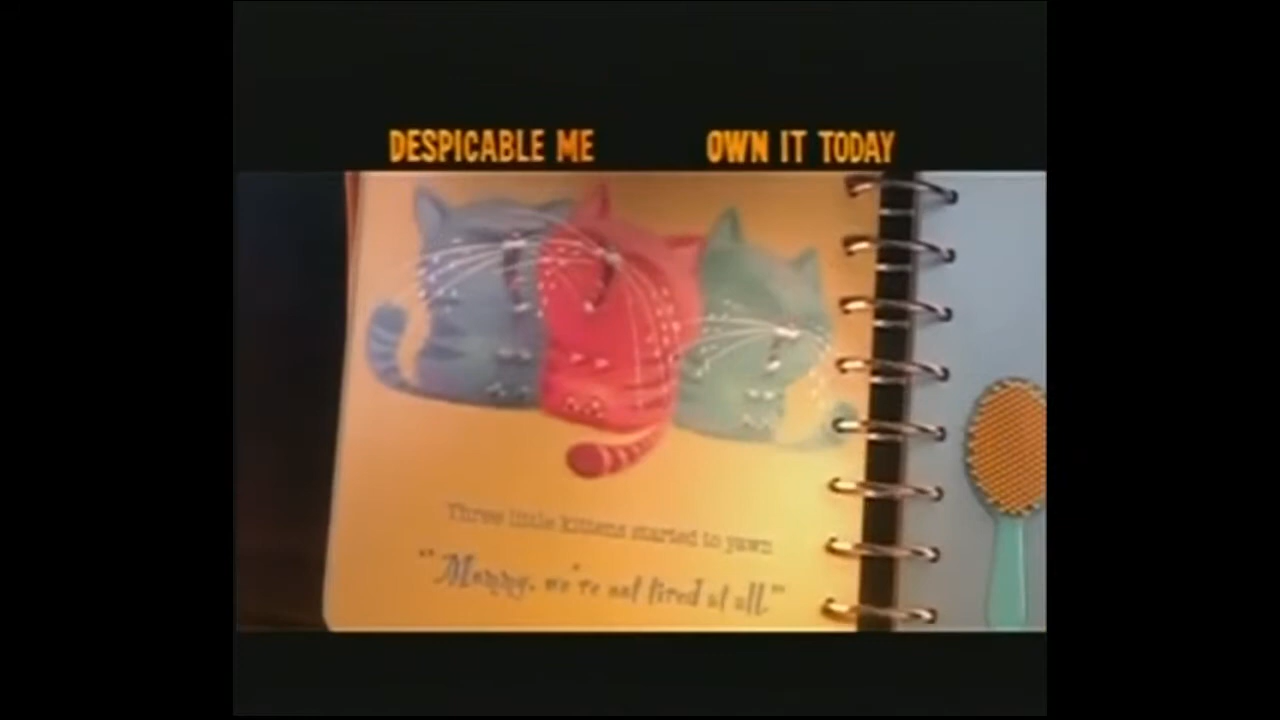 DESPICABLE ME OWN IT TODAY
Three little kittens started to yawn
"Mommy, we're not tired at all."